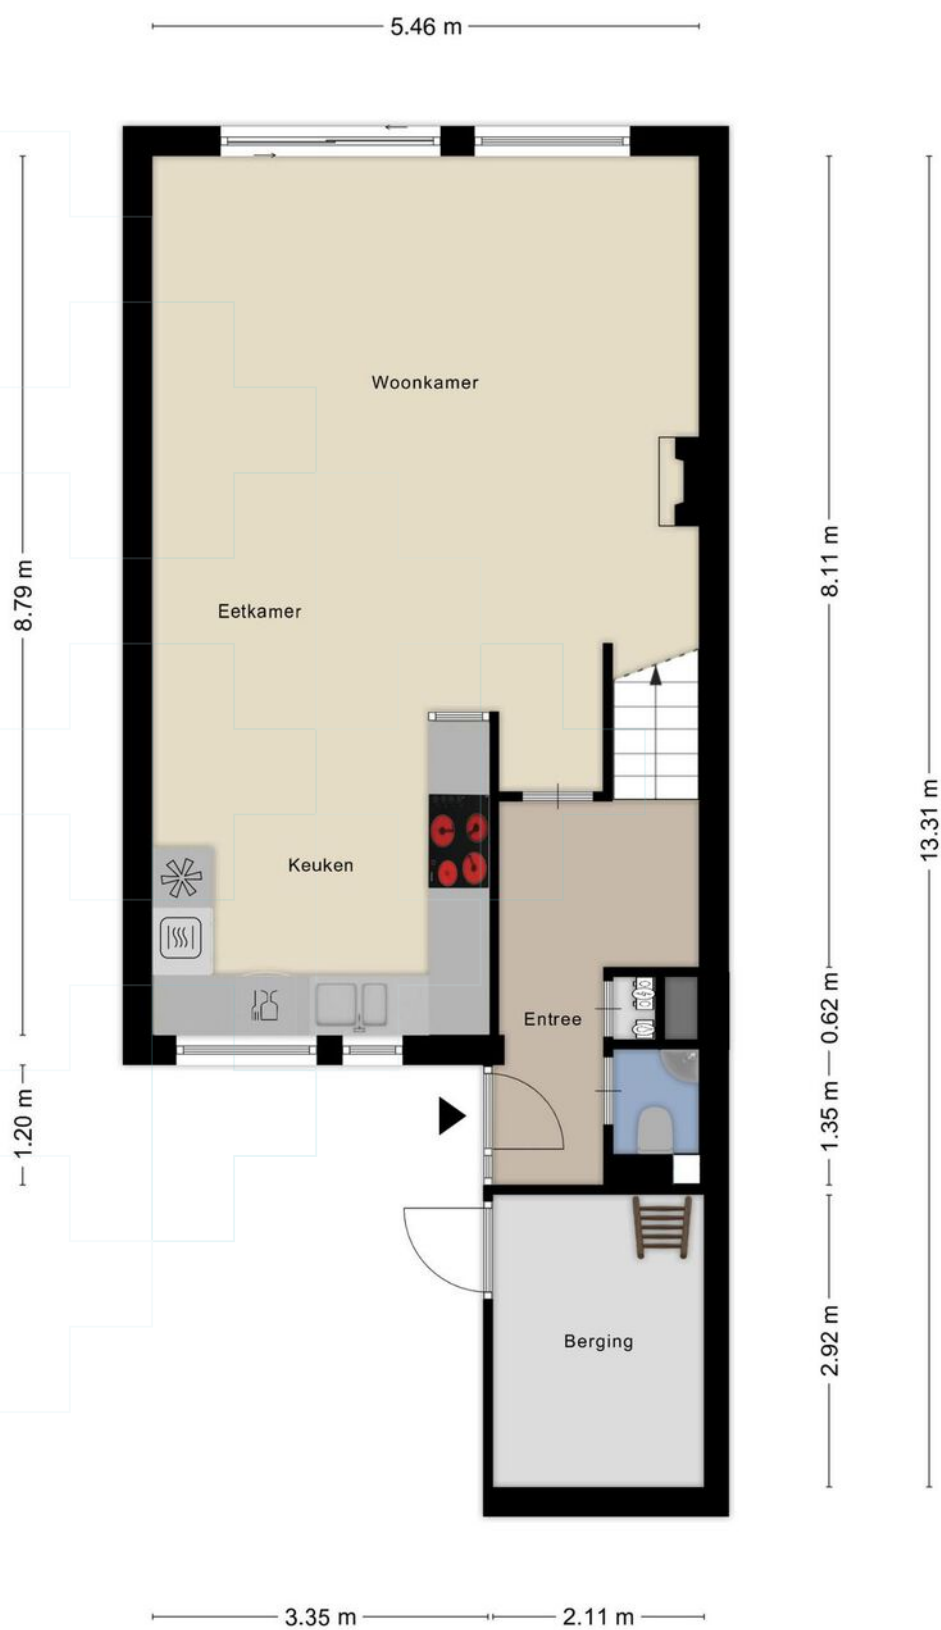 5.46 m
Woonkamer
8.11 m
8.79 m
Eetkamer
13.31 m
Keuken
0.62 m
Entree
1.20 m
1.35 m
Berging
2.92 m
3.35 m
2.11 m